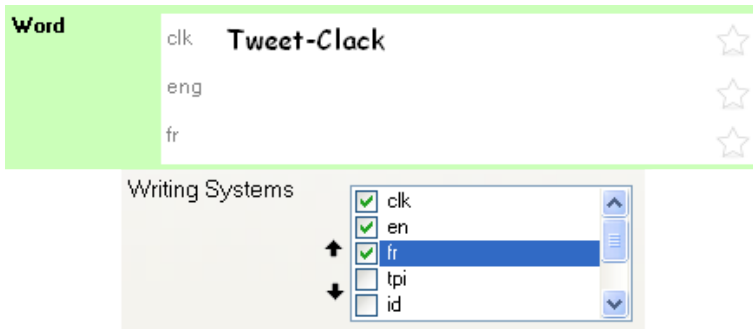 Word
clk Tweet-Clack
eng
fr
Writing Systems
clk
en
fr
tpi
id